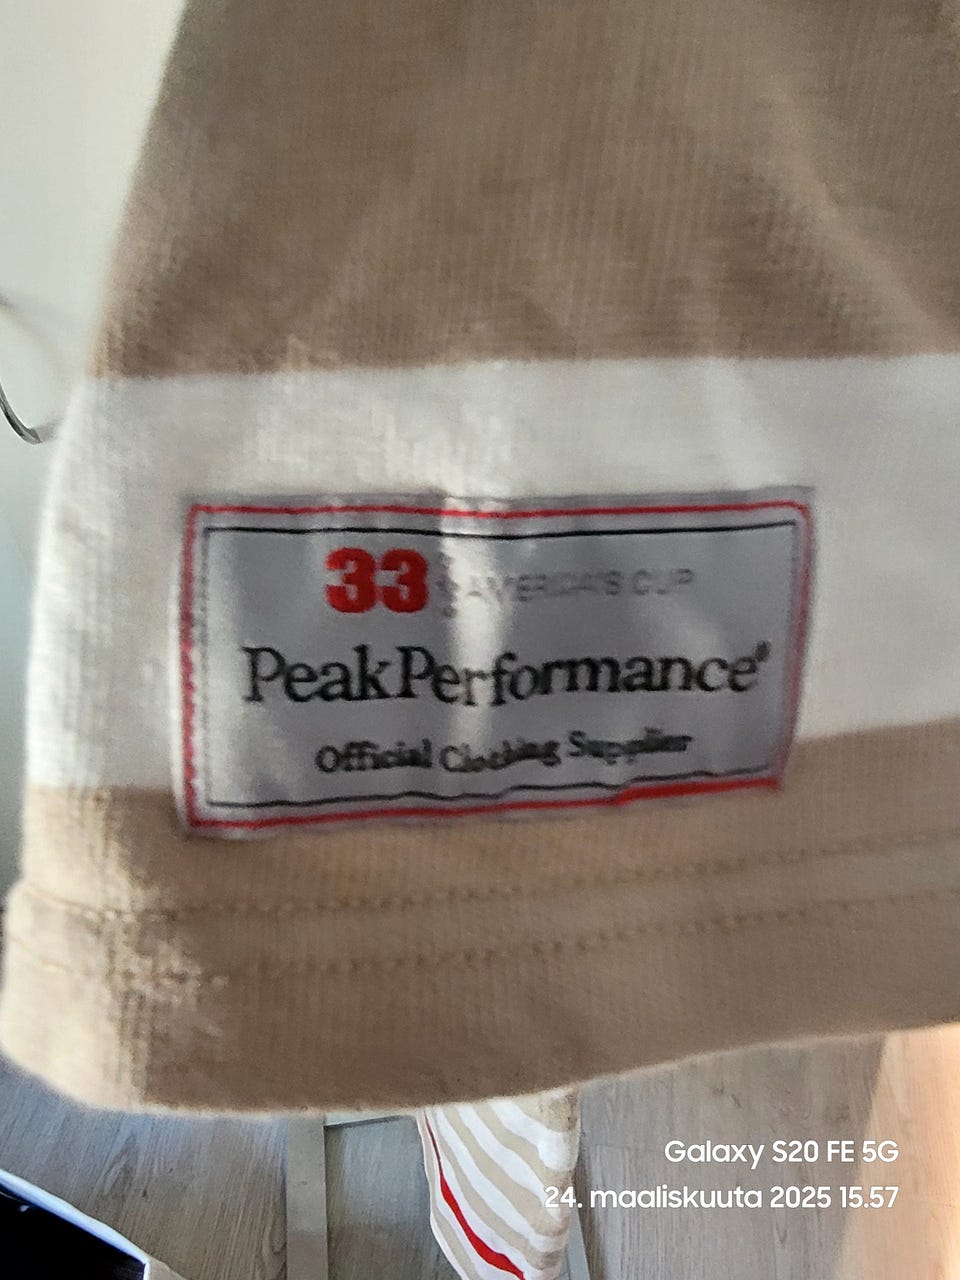 33 AMERICA'S CUP
PeakPerformance®
Official Clothing Supplier
Galaxy S20 FE 5G
24. maaliskuuta 2025 15.57